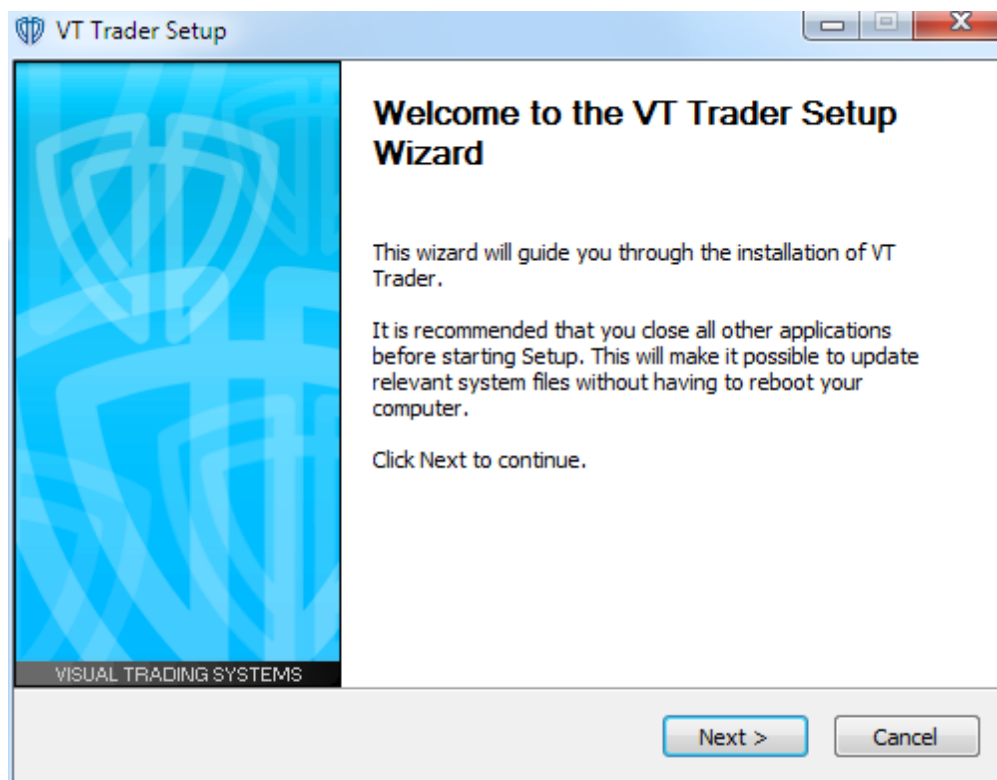 VT Trader Setup
Welcome to the VT Trader Setup
Wizard
This wizard will guide you through the installation of VT
Trader.
It is recommended that you close all other applications
before starting Setup. This will make it possible to update
relevant system files without having to reboot your
computer.
Click Next to continue.
VISUAL TRADING SYSTEMS
Next >
Cancel